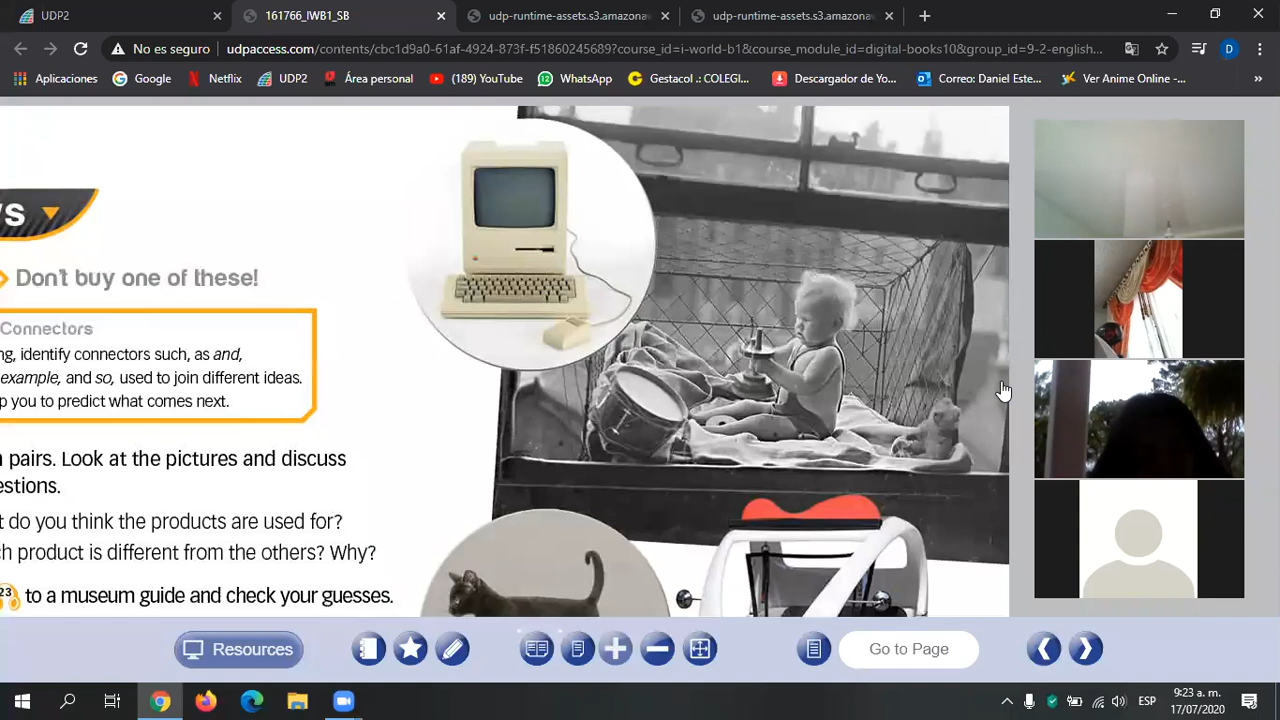 UDP2
161766_IWB1_SB
udp-runtime-assets.s3.amazonaw
udp-runtime-assets.s3.amazonaw
No es seguro
udpaccess.com/contents/cbc1d9a0-61af-4924-873f-f51860245689?course_id=i-world-b1&course_module_id=digital-books10&group_id=9-2-english...
D
Aplicaciones
Google
Netflix
UDP2
Área personal
(189) YouTube
WhatsApp
Gestacol .: COLEGI...
Descargador de Yo...
Correo: Daniel Este...
Ver Anime Online -...
»
Don't buy one of these!
Connectors
ng, identify connectors such, as and,
example, and so, used to join different ideas.
p you to predict what comes next.
n pairs. Look at the pictures and discuss
estions.
t do you think the products are used for?
ch product is different from the others? Why?
23 to a museum guide and check your guesses.
Resources
Go to Page
ESP
9:23 a. m.
17/07/2020